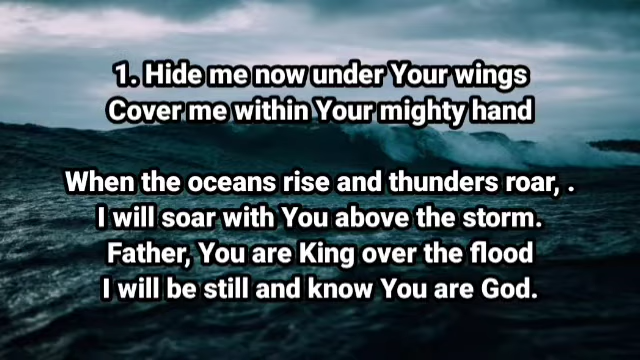 1. Hide me now under Your wings
Cover me within Your mighty hand
When the oceans rise and thunders roar, .
I will soar with You above the storm.
Father, You are King over the flood
I will be still and know You are God.